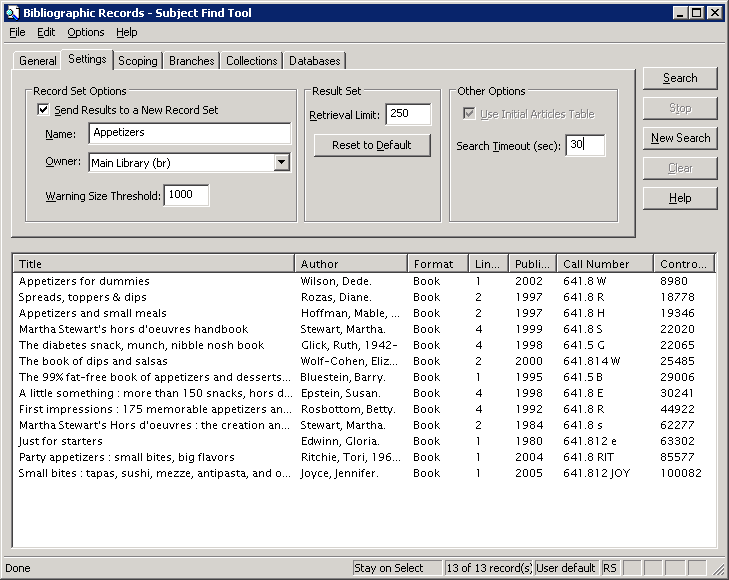 Bibliographic Records - Subject Find Tool
File Edit Options Help
General Settings Scoping Branches Collections Databases
Record Set Options Result Set Other Options
Search
Send Results to a New Record Set
Retrieval Limit: 250
Use Initial Articles Table
Stop
Name: Appetizers
Reset to Default
Search Timeout (sec): 30
New Search
Owner: Main Library (br)
Clear
Warning Size Threshold: 1000
Help
Title Author Format Lin... Publi... Call Number Contro...
Appetizers for dummies Wilson, Dede. Book 1 2002 641.8 W 8980
Spreads, toppers & dips Rozas, Diane. Book 2 1997 641.8 R 18778
Appetizers and small meals Hoffman, Mable, ... Book 2 1997 641.8 H 19346
Martha Stewart's hors d'oeuvres handbook Stewart, Martha. Book 4 1999 641.8 S 22020
The diabetes snack, munch, nibble nosh book Glick, Ruth, 1942- Book 4 1998 641.5 G 22065
The book of dips and salsas Wolf-Cohen, Eliz... Book 2 2000 641.814 W 25485
The 99% fat-free book of appetizers and desserts... Bluestein, Barry. Book 1 1995 641.5 B 29006
A little something : more than 150 snacks, hors d... Epstein, Susan. Book 4 1998 641.8 E 30241
First impressions : 175 memorable appetizers an... Rosbottom, Betty. Book 4 1992 641.8 R 44922
Martha Stewart's Hors d'oeuvres : the creation an... Stewart, Martha. Book 2 1984 641.8 s 62277
Just for starters Edwinn, Gloria. Book 1 1980 641.812 e 63302
Party appetizers : small bites, big flavors Ritchie, Tori, 196... Book 1 2004 641.8 RIT 85577
Small bites : tapas, sushi, mezze, antipasta, and o... Joyce, Jennifer. Book 1 2005 641.812 JOY 100082
Done Stay on Select 13 of 13 record(s) User default RS